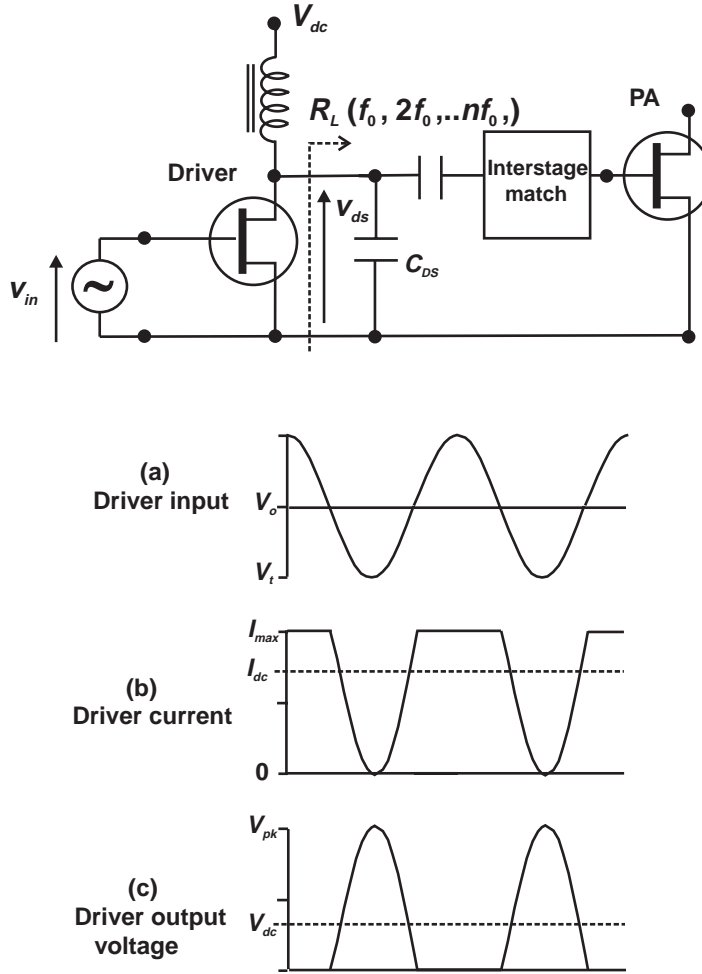 V_dc
R_L (f_0, 2f_0,..nf_0,)
PA
Driver
Interstage
match
v_ds
C_DS
v_in
~
(a)
Driver input
V_o
V_t
(b)
Driver current
I_max
I_dc
0
(c)
Driver output
voltage
V_pk
V_dc